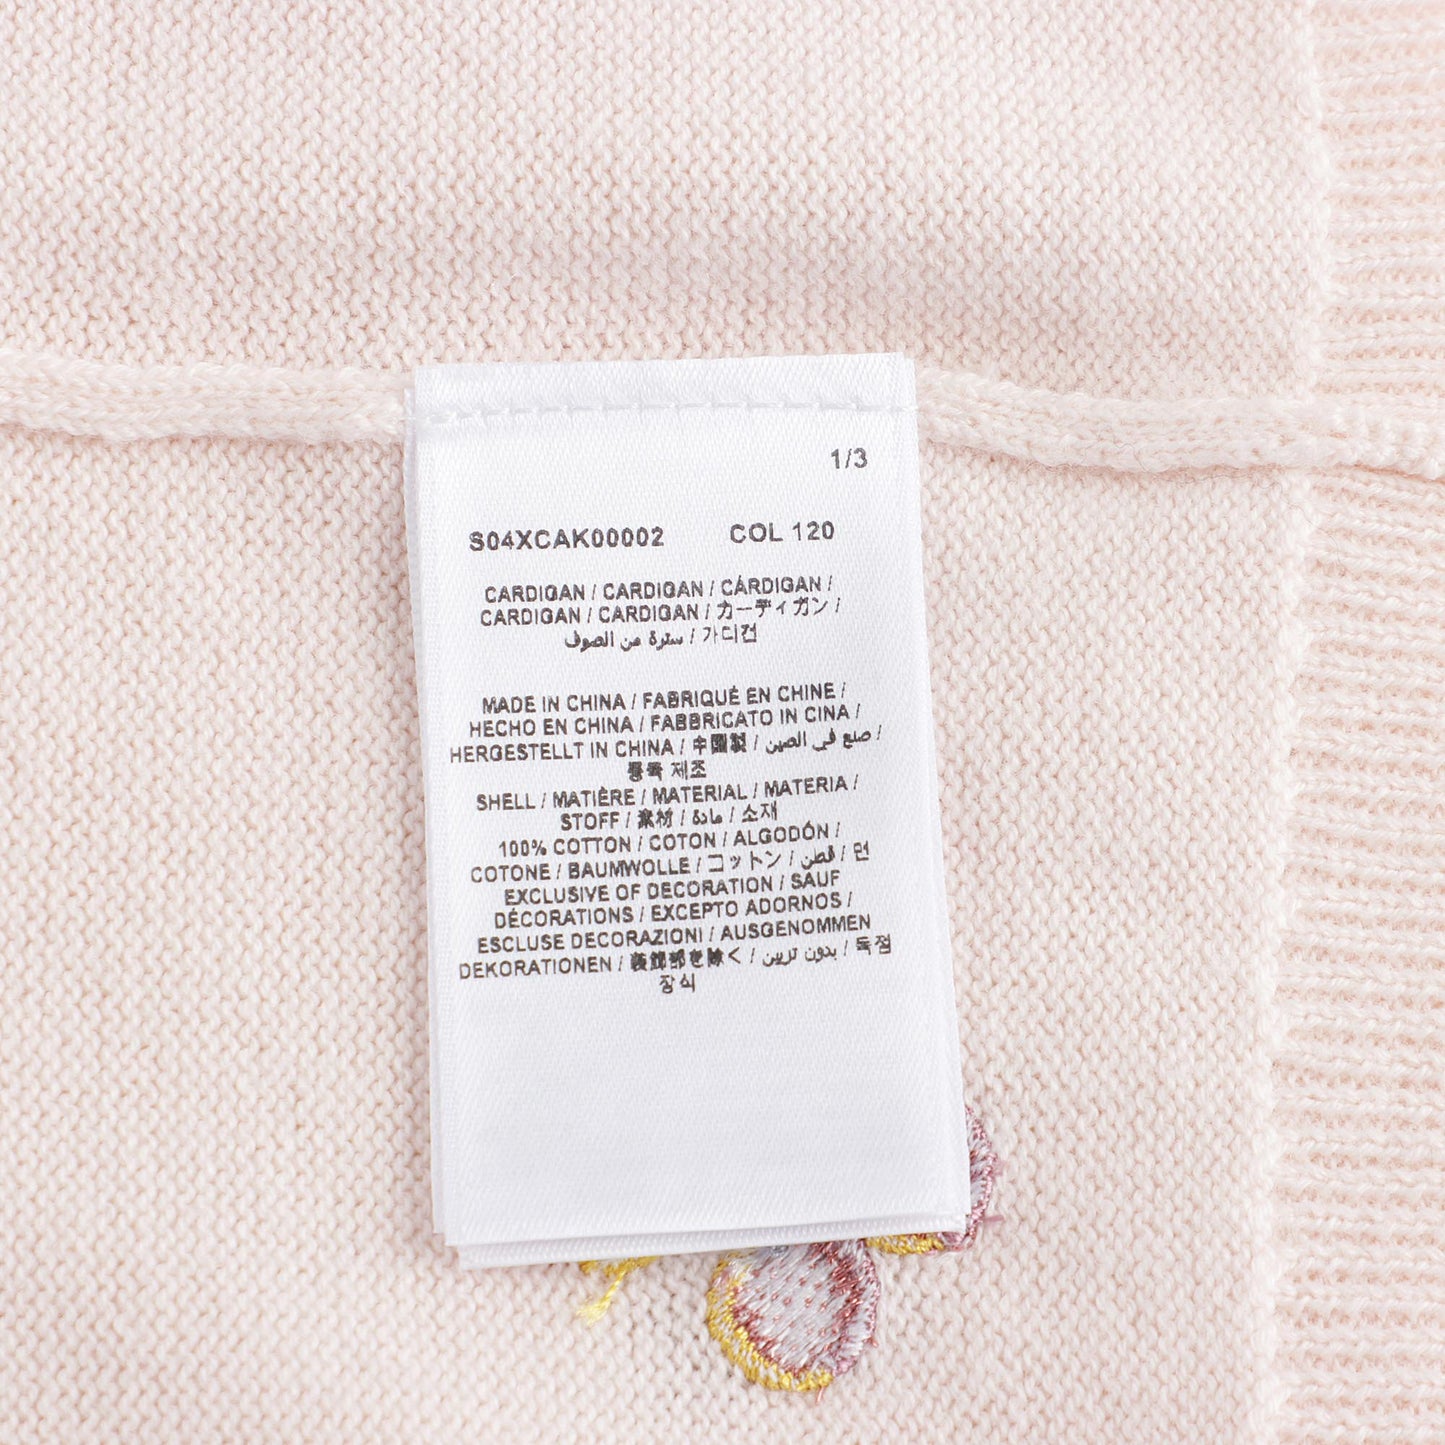 1/3
S04XCAK00002 COL 120
CARDIGAN / CARDIGAN / CÁRDIGAN /
CARDIGAN / CARDIGAN / カーディガン /
سترة من الصوف / 가디건
MADE IN CHINA / FABRIQUÉ EN CHINE /
HECHO EN CHINA / FABBRICATO IN CINA /
HERGESTELLT IN CHINA / 中國製 / صنع في الصين /
중국 제조
SHELL / MATIÈRE / MATERIAL / MATERIA /
STOFF / 素材 / مادة / 소재
100% COTTON / COTON / ALGODÓN /
COTONE / BAUMWOLLE / コットン / قطن / 면
EXCLUSIVE OF DECORATION / SAUF
DÉCORATIONS / EXCEPTO ADORNOS /
ESCLUSE DECORAZIONI / AUSGENOMMEN
DEKORATIONEN / 装飾部を除く / بدون تزيين / 독점
장식